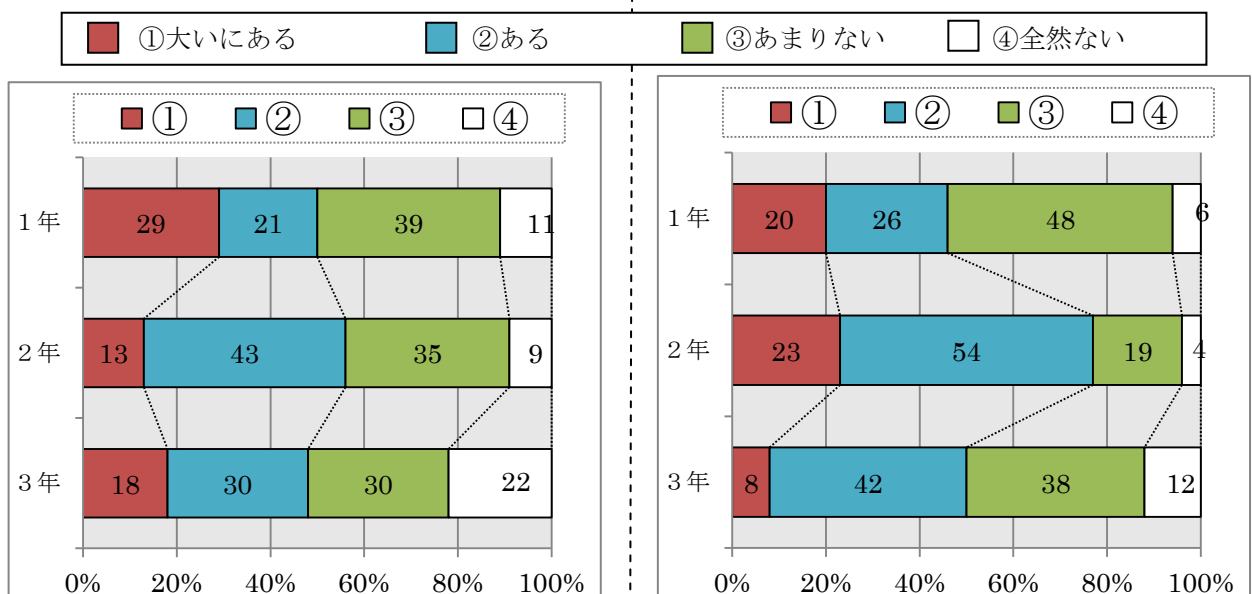 ①大いにある ②ある ③あまりない ④全然ない
① ② ③ ④
1年 29 21 39 11
2年 13 43 35 9
3年 18 30 30 22
0% 20% 40% 60% 80% 100%
① ② ③ ④
1年 20 26 48 6
2年 23 54 19 4
3年 8 42 38 12
0% 20% 40% 60% 80% 100%